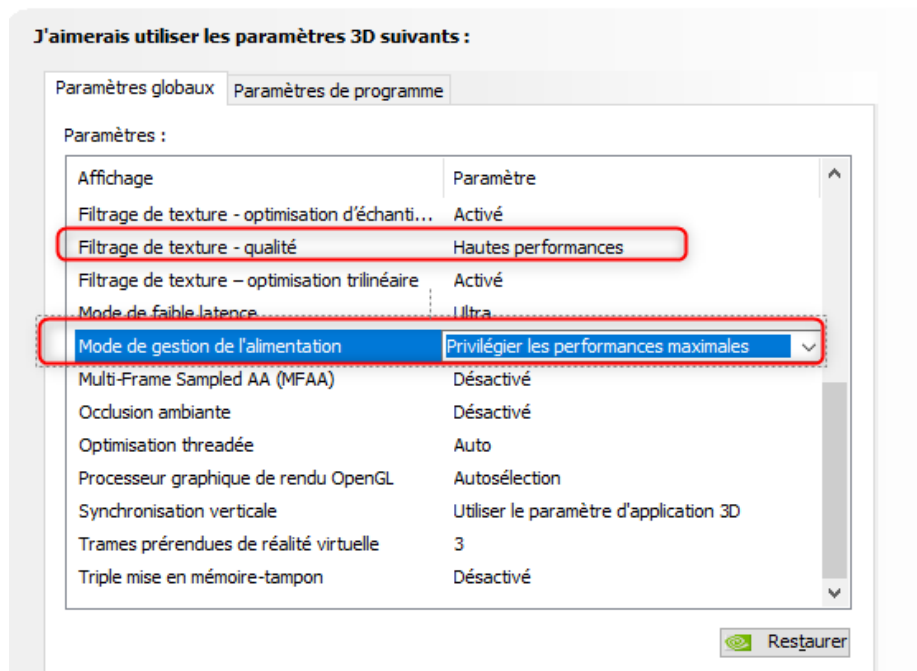 J'aimerais utiliser les paramètres 3D suivants :
Paramètres globaux Paramètres de programme
Paramètres :
Affichage Paramètre
Filtrage de texture - optimisation d'échanti... Activé
Filtrage de texture - qualité Hautes performances
Filtrage de texture – optimisation trilinéaire Activé
Mode de faible latence Ultra
Mode de gestion de l'alimentation Privilégier les performances maximales
Multi-Frame Sampled AA (MFAA) Désactivé
Occlusion ambiante Désactivé
Optimisation threadée Auto
Processeur graphique de rendu OpenGL Autosélection
Synchronisation verticale Utiliser le paramètre d'application 3D
Trames prérendues de réalité virtuelle 3
Triple mise en mémoire-tampon Désactivé
Restaurer